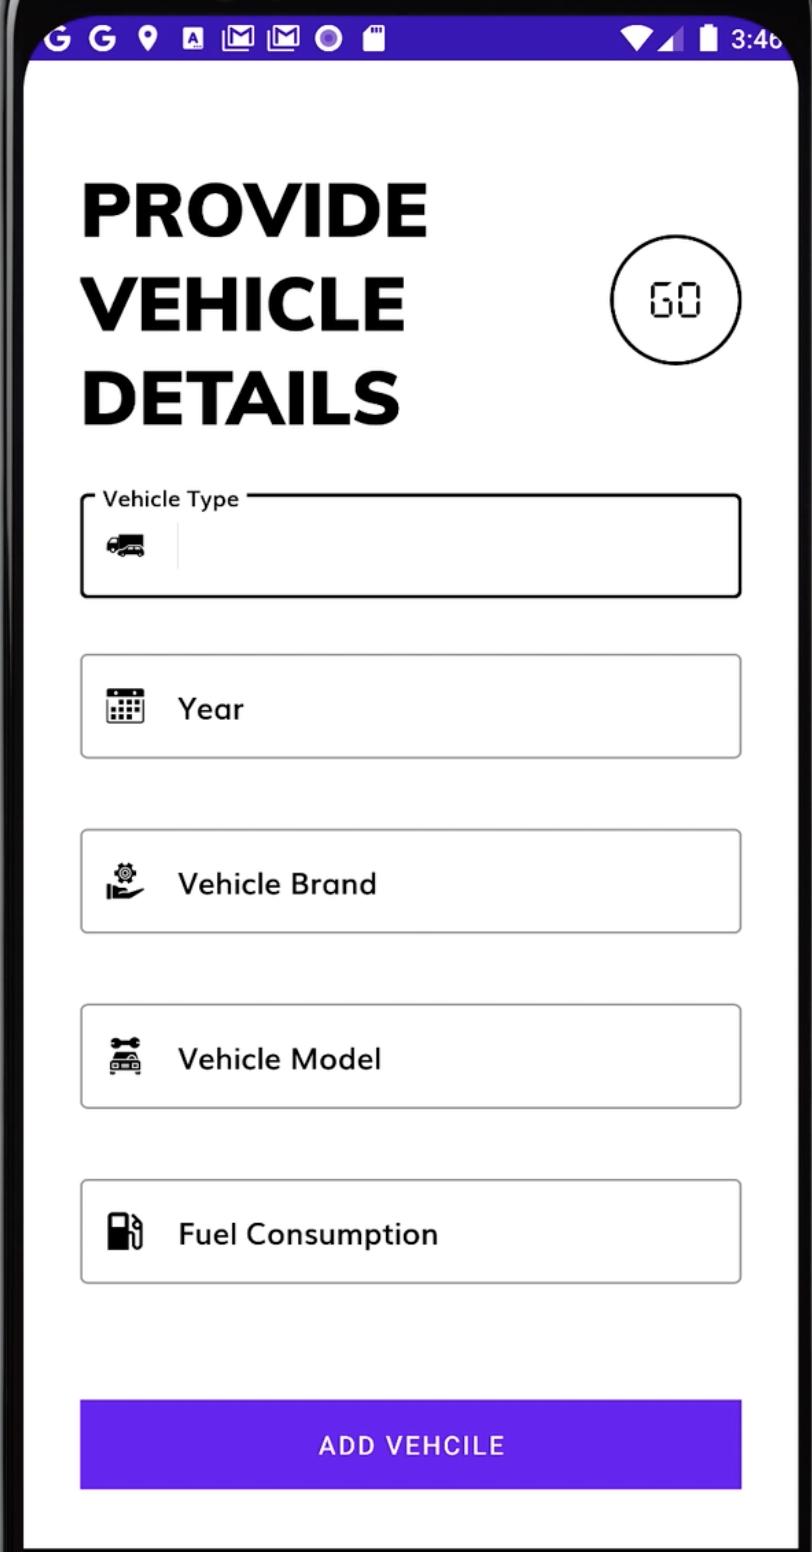 3:46
PROVIDE
VEHICLE
DETAILS
GO
Vehicle Type
Year
Vehicle Brand
Vehicle Model
Fuel Consumption
ADD VEHCILE